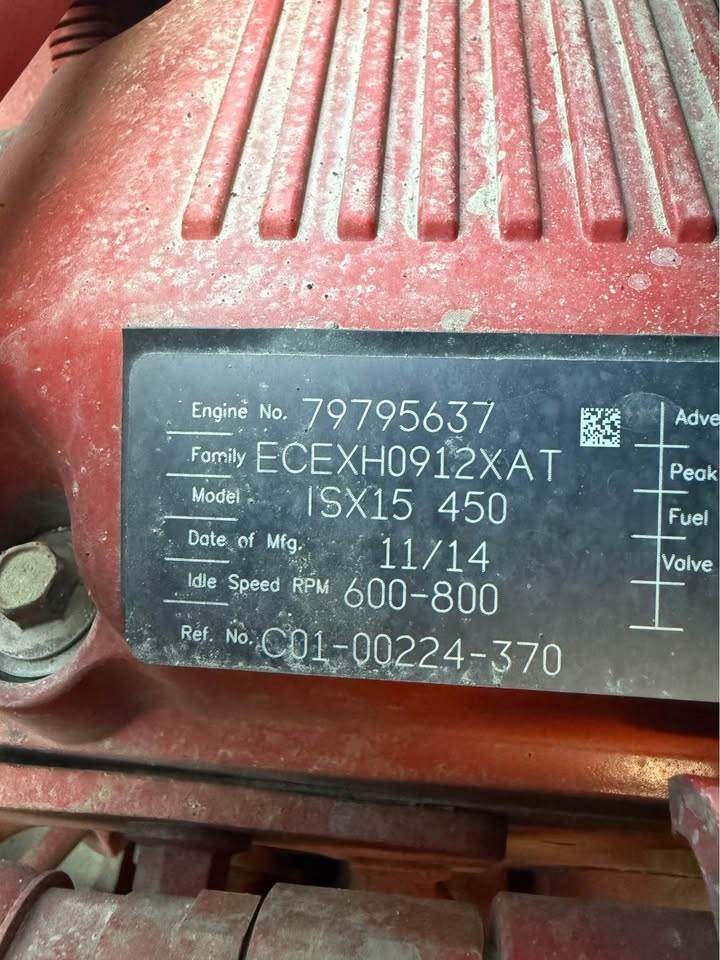 Engine No. 79795637
Family ECEXH0912XAT
Model ISX15 450
Date of Mfg. 11/14
Idle Speed RPM 600-800
Ref. No. C01-00224-370
Adve
Peak
Fuel
Valve